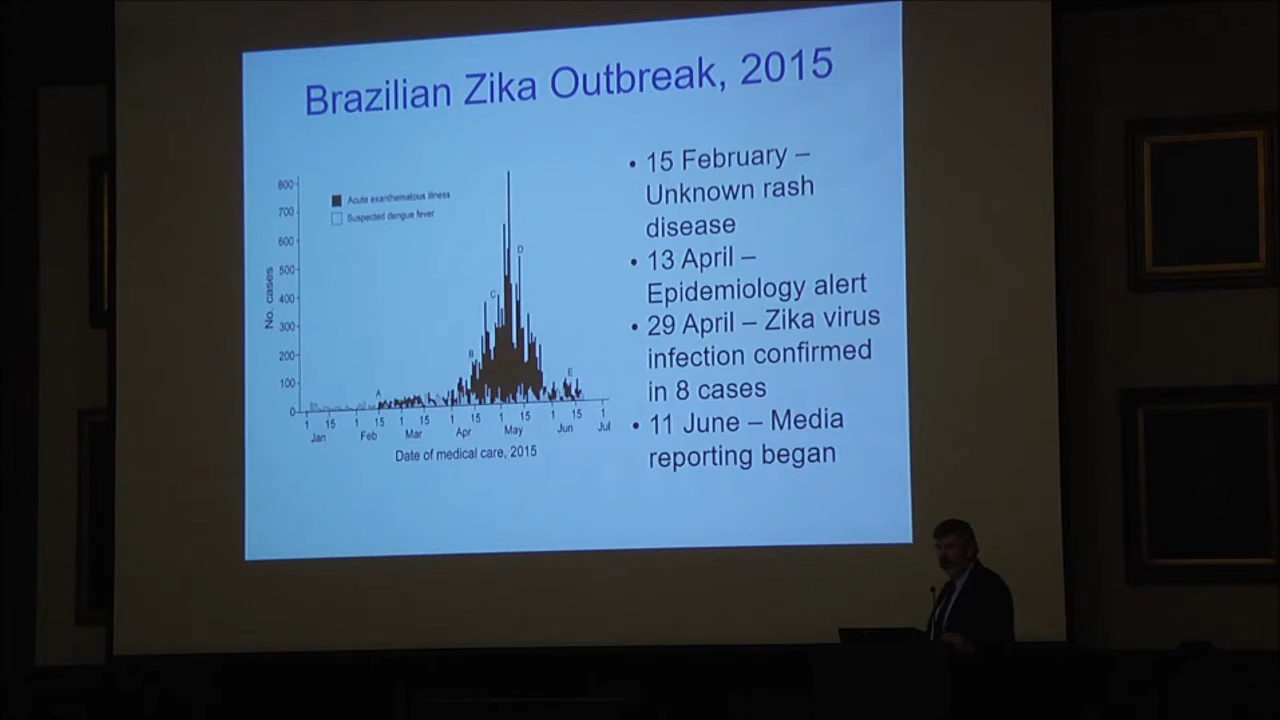 Brazilian Zika Outbreak, 2015
800
700
600
500
400
300
200
100
0
No. cases
Acute exanthematous illness
Suspected dengue fever
A
B
C
D
E
1 15 1 15 1 15 1 15 1 15 1 15 1
Jan Feb Mar Apr May Jun Jul
Date of medical care, 2015
• 15 February –
Unknown rash
disease
• 13 April –
Epidemiology alert
• 29 April – Zika virus
infection confirmed
in 8 cases
• 11 June – Media
reporting began